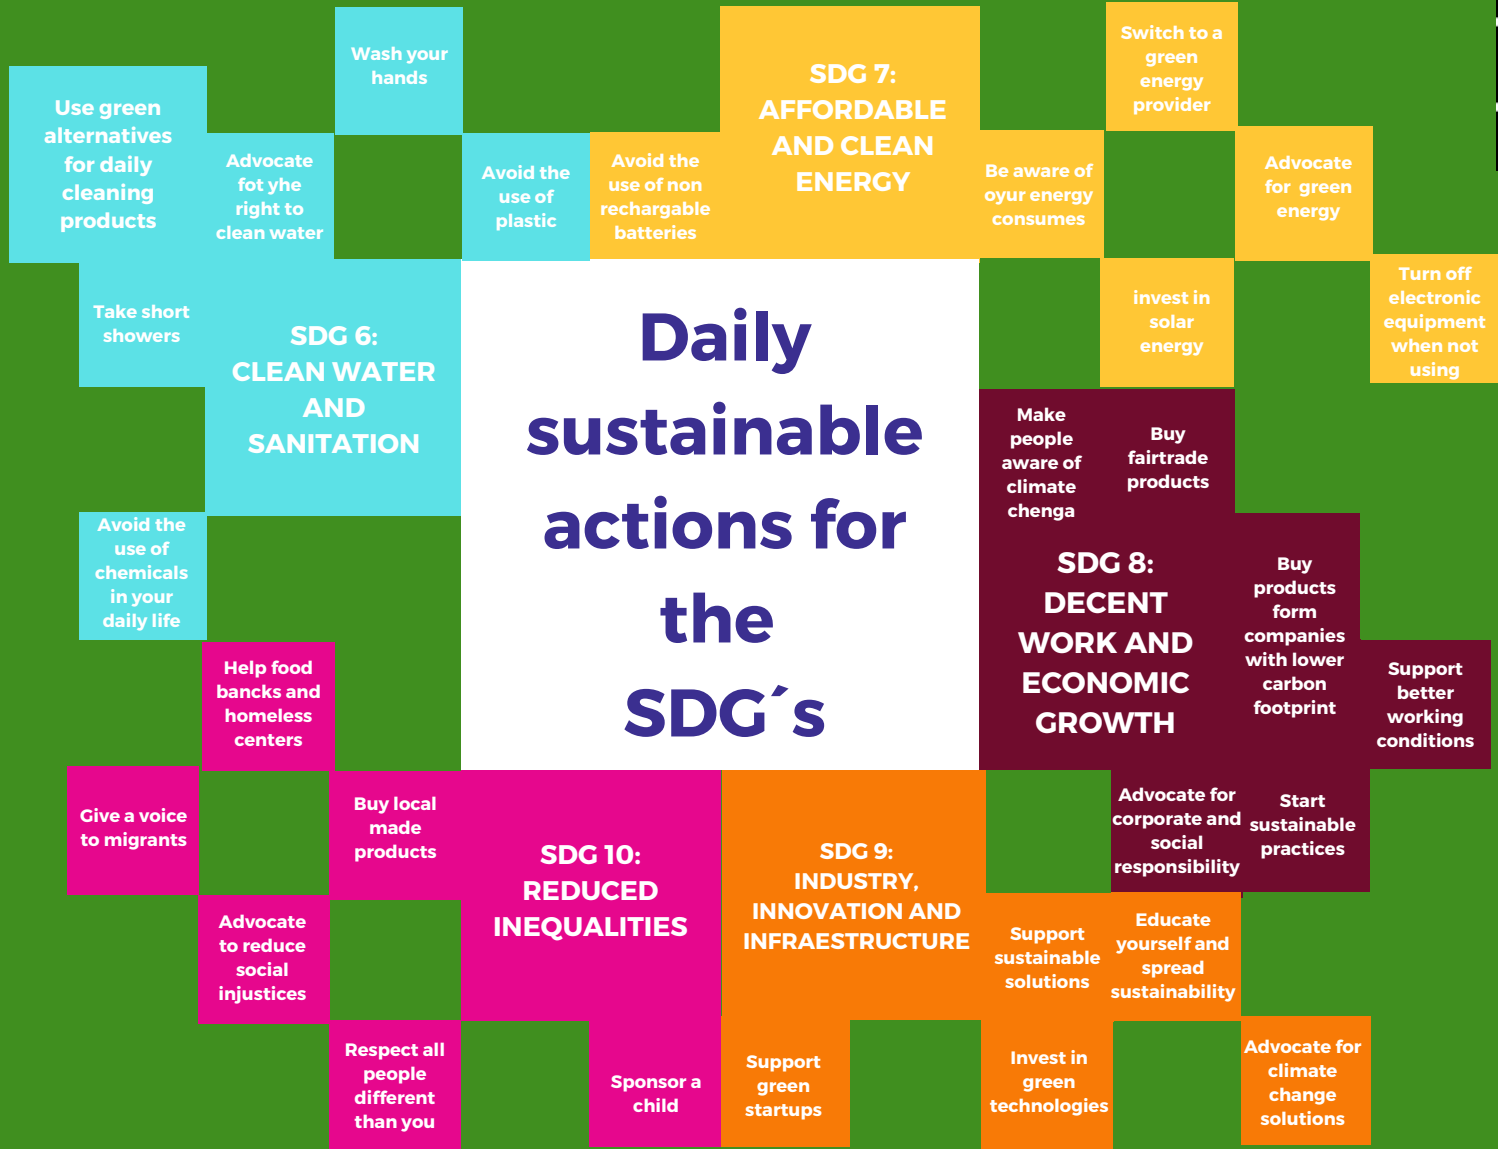 Wash your
hands
Use green
alternatives
for daily
cleaning
products
Advocate
fot yhe
right to
clean water
Avoid the
use of
plastic
Take short
showers
SDG 6:
CLEAN WATER
AND
SANITATION
Avoid the
use of
chemicals
in your
daily life
Avoid the
use of non
rechargable
batteries
SDG 7:
AFFORDABLE
AND CLEAN
ENERGY
Be aware of
oyur energy
consumes
Switch to a
green
energy
provider
Advocate
for green
energy
invest in
solar
energy
Turn off
electronic
equipment
when not
using
Daily
sustainable
actions for
the
SDG´s
Make
people
aware of
climate
chenga
Buy
fairtrade
products
SDG 8:
DECENT
WORK AND
ECONOMIC
GROWTH
Buy
products
form
companies
with lower
carbon
footprint
Support
better
working
conditions
Advocate for
corporate and
social
responsibility
Start
sustainable
practices
Help food
bancks and
homeless
centers
Give a voice
to migrants
Buy local
made
products
SDG 10:
REDUCED
INEQUALITIES
Advocate
to reduce
social
injustices
Respect all
people
different
than you
Sponsor a
child
SDG 9:
INDUSTRY,
INNOVATION AND
INFRAESTRUCTURE
Support
sustainable
solutions
Educate
yourself and
spread
sustainability
Support
green
startups
Invest in
green
technologies
Advocate for
climate
change
solutions